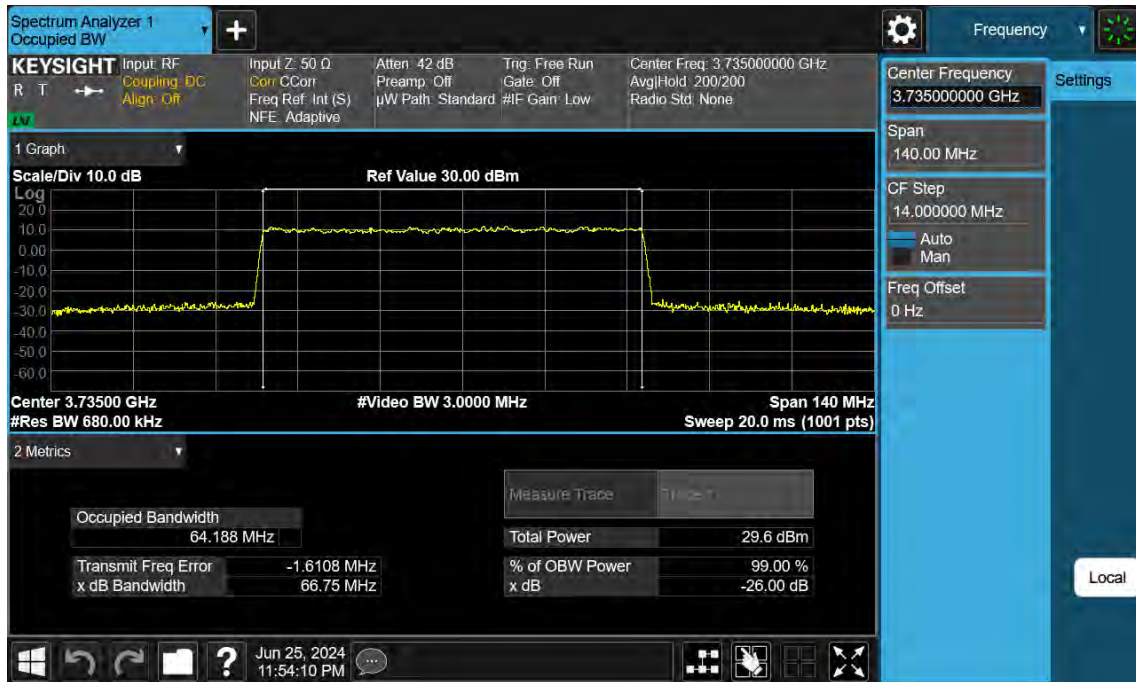 Spectrum Analyzer 1
Occupied BW
Frequency
KEYSIGHT
R T
LXI
Input: RF
Coupling: DC
Align: Off
Input Z: 50 Ω
Corr CCorr
Freq Ref: Int (S)
NFE: Adaptive
Atten: 42 dB
Preamp: Off
µW Path: Standard
Trig: Free Run
Gate: Off
#IF Gain: Low
Center Freq: 3.735000000 GHz
Avg|Hold: 200/200
Radio Std: None
Center Frequency
3.735000000 GHz
Settings
Span
140.00 MHz
CF Step
14.000000 MHz
Auto
Man
Freq Offset
0 Hz
Local
1 Graph
Scale/Div 10.0 dB
Ref Value 30.00 dBm
Log
20.0
10.0
0.00
-10.0
-20.0
-30.0
-40.0
-50.0
-60.0
Center 3.73500 GHz
#Video BW 3.0000 MHz
Span 140 MHz
#Res BW 680.00 kHz
Sweep 20.0 ms (1001 pts)
2 Metrics
Measure Trace
Trace 1
Occupied Bandwidth
64.188 MHz
Total Power 29.6 dBm
Transmit Freq Error -1.6108 MHz
% of OBW Power 99.00 %
x dB Bandwidth 66.75 MHz
x dB -26.00 dB
?
Jun 25, 2024
11:54:10 PM